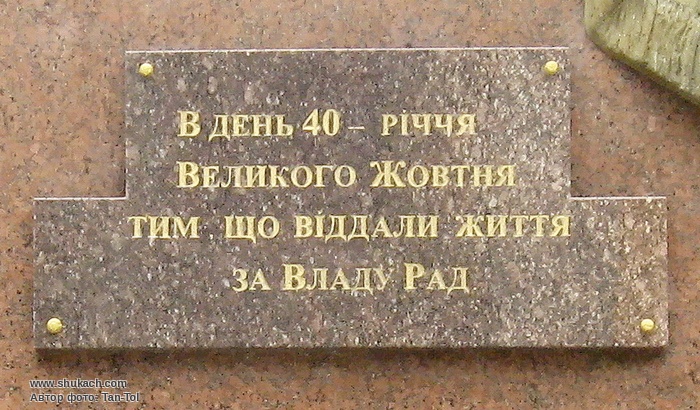 В ДЕНЬ 40 – РІЧЧЯ
ВЕЛИКОГО ЖОВТНЯ
ТИМ ЩО ВІДДАЛИ ЖИТТЯ
ЗА ВЛАДУ РАД
www.shukach.com
Автор фото: Tan-Tol